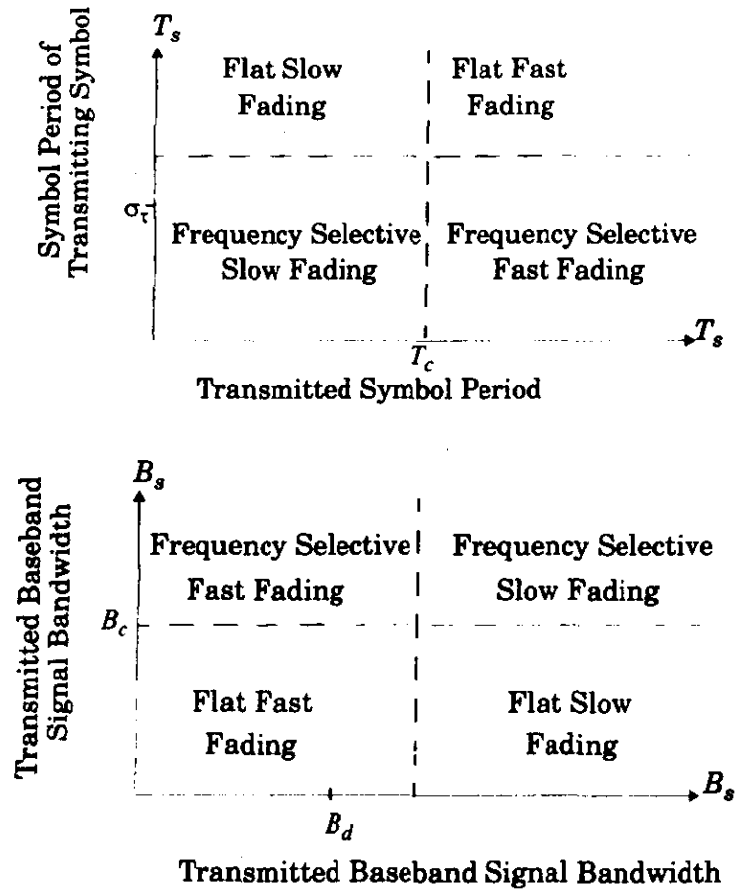 T_s
Symbol Period of
Transmitting Symbol
Flat Slow
Fading
Flat Fast
Fading
σ_τ
Frequency Selective
Slow Fading
Frequency Selective
Fast Fading
T_s
T_c
Transmitted Symbol Period
B_s
Transmitted Baseband
Signal Bandwidth
Frequency Selective
Fast Fading
Frequency Selective
Slow Fading
B_c
Flat Fast
Fading
Flat Slow
Fading
B_s
B_d
Transmitted Baseband Signal Bandwidth